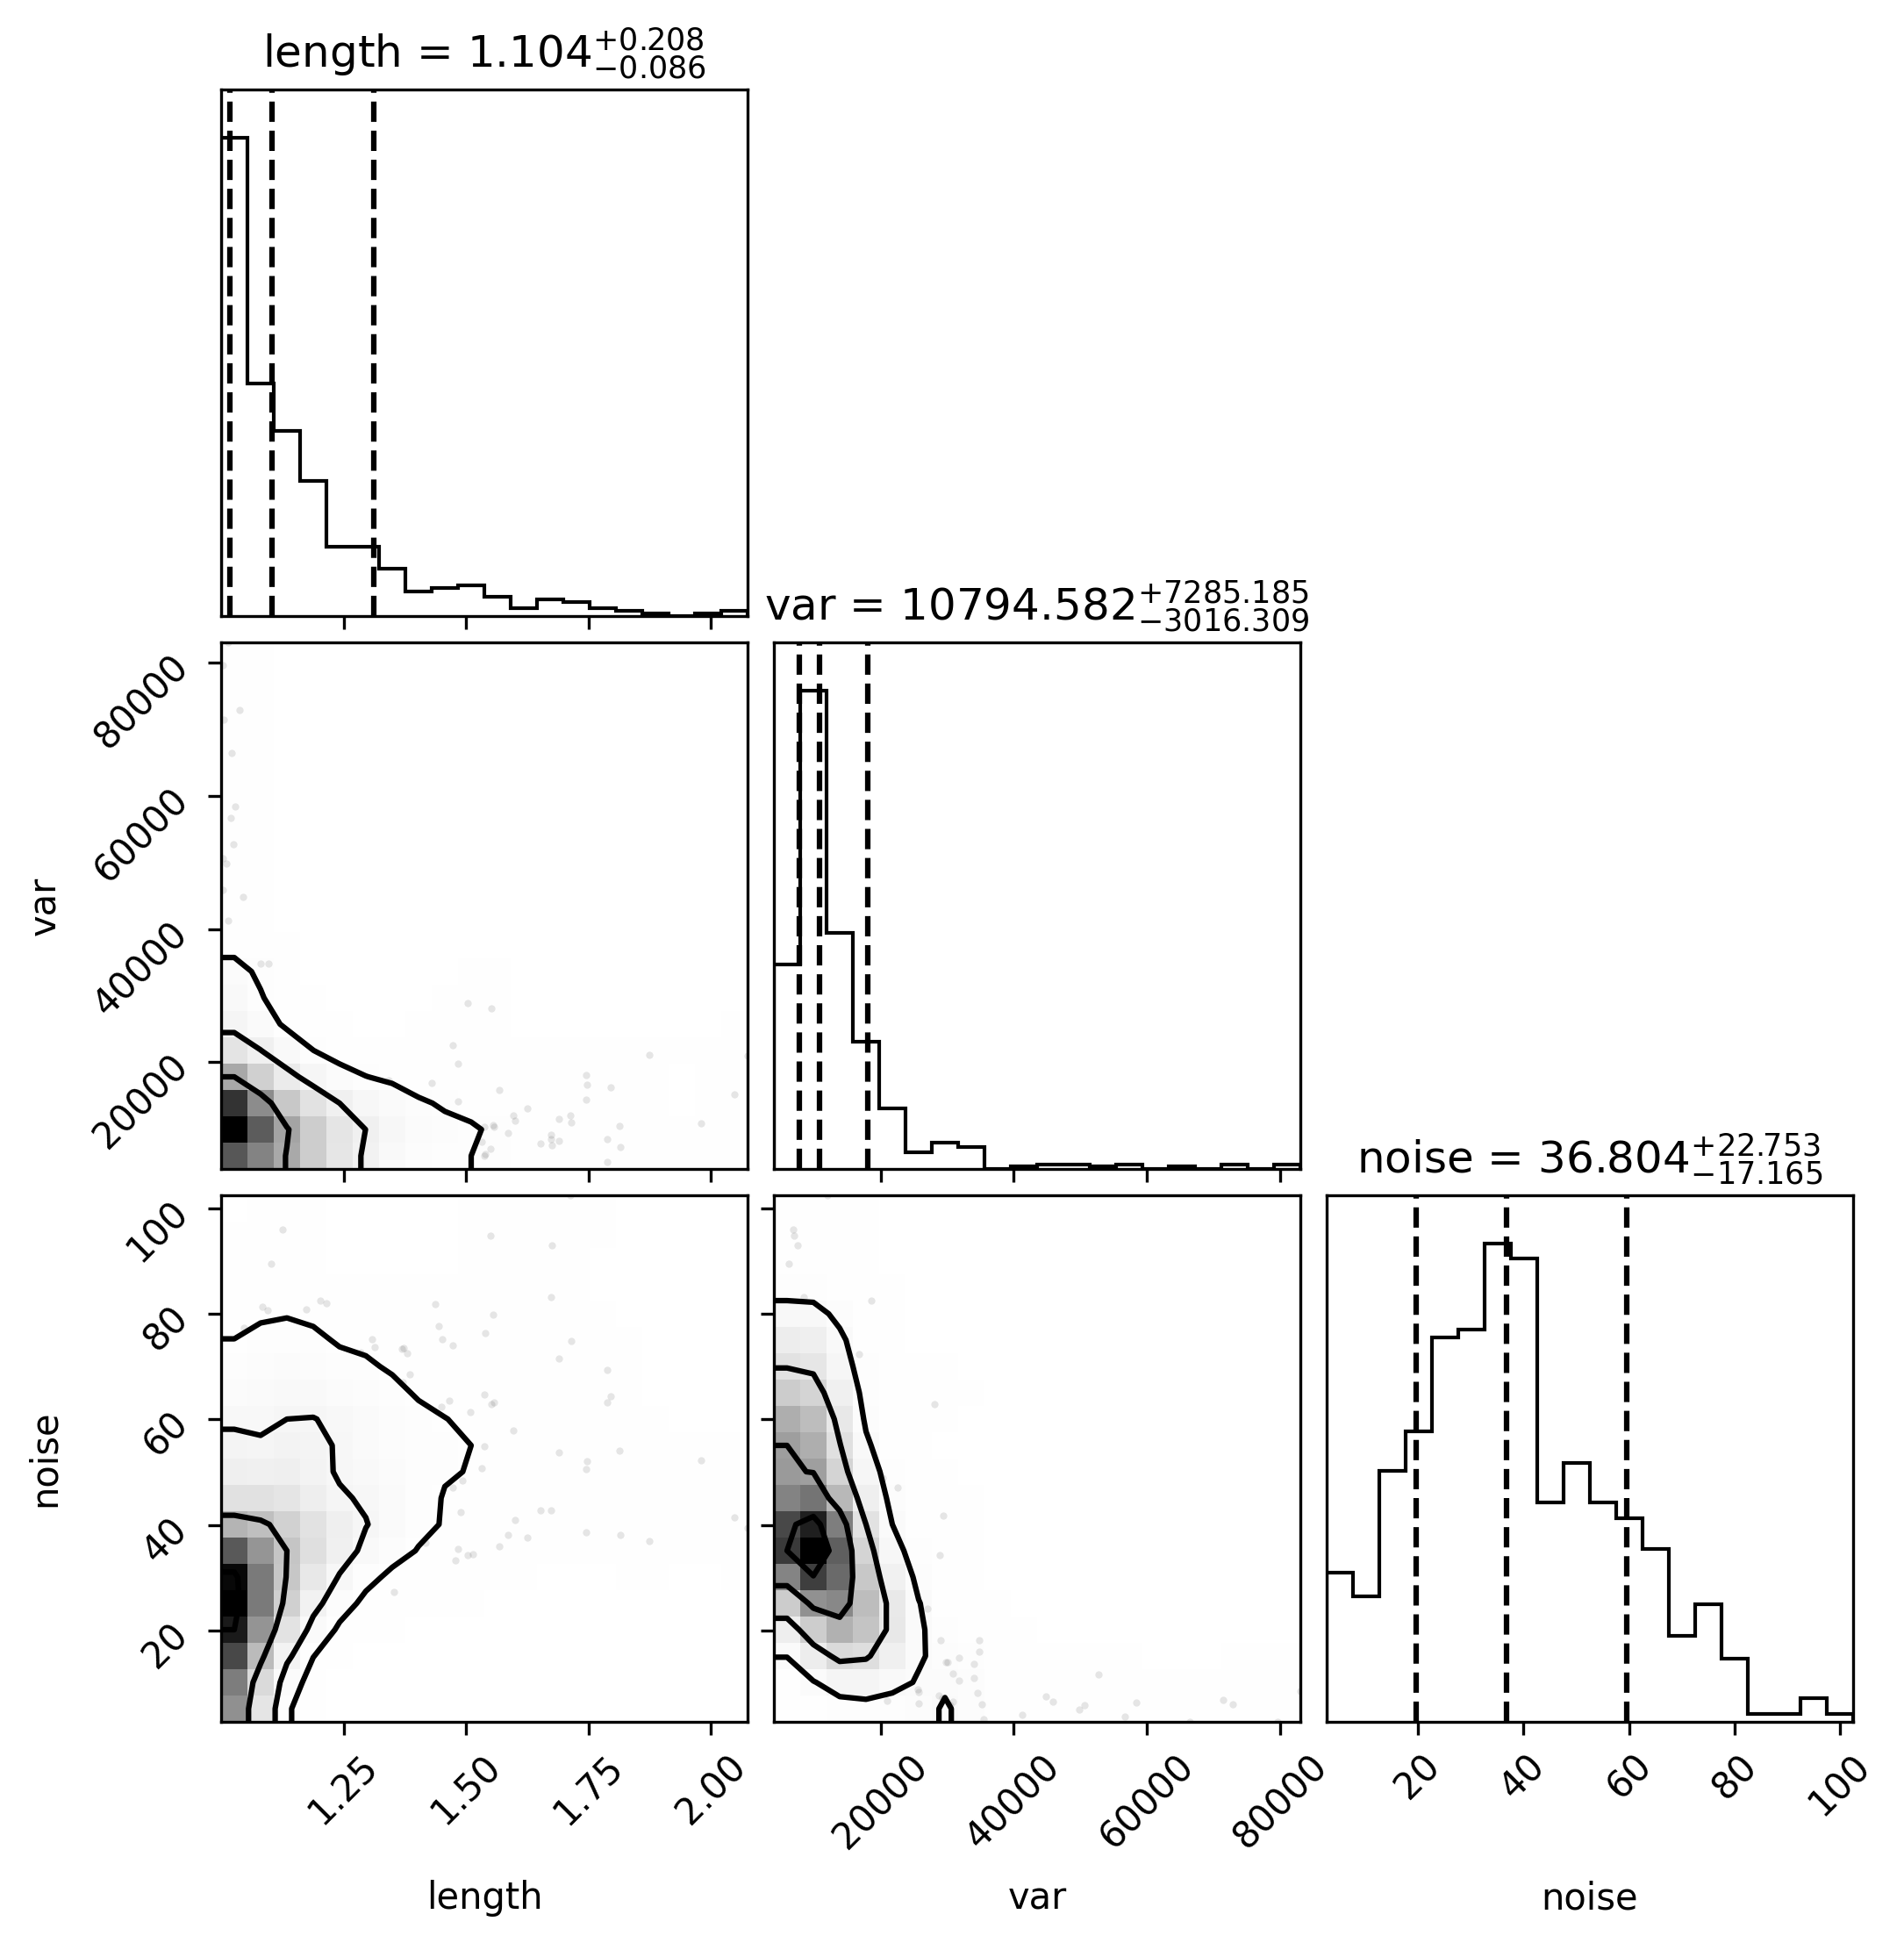 length = 1.104 +0.208 −0.086
var = 10794.582 +7285.185 −3016.309
80000
60000
40000
20000
var
noise = 36.804 +22.753 −17.165
100
80
60
40
20
noise
1.25 1.50 1.75 2.00
20000 40000 60000 80000
20 40 60 80 100
length var noise